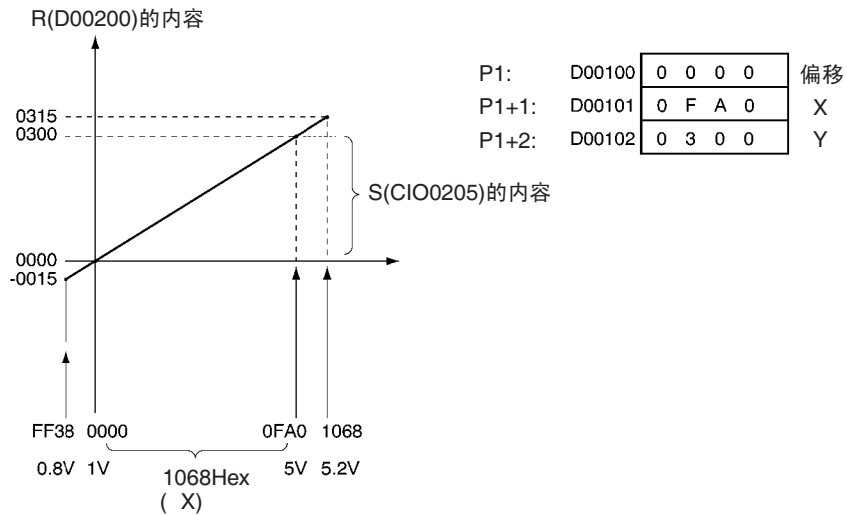 R(D00200)的内容
P1: D00100 0 0 0 0 偏移
P1+1: D00101 0 F A 0 X
P1+2: D00102 0 3 0 0 Y
0315
0300
S(CIO0205)的内容
0000
-0015
FF38 0000 0FA0 1068
0.8V 1V 5V 5.2V
1068Hex
( X)